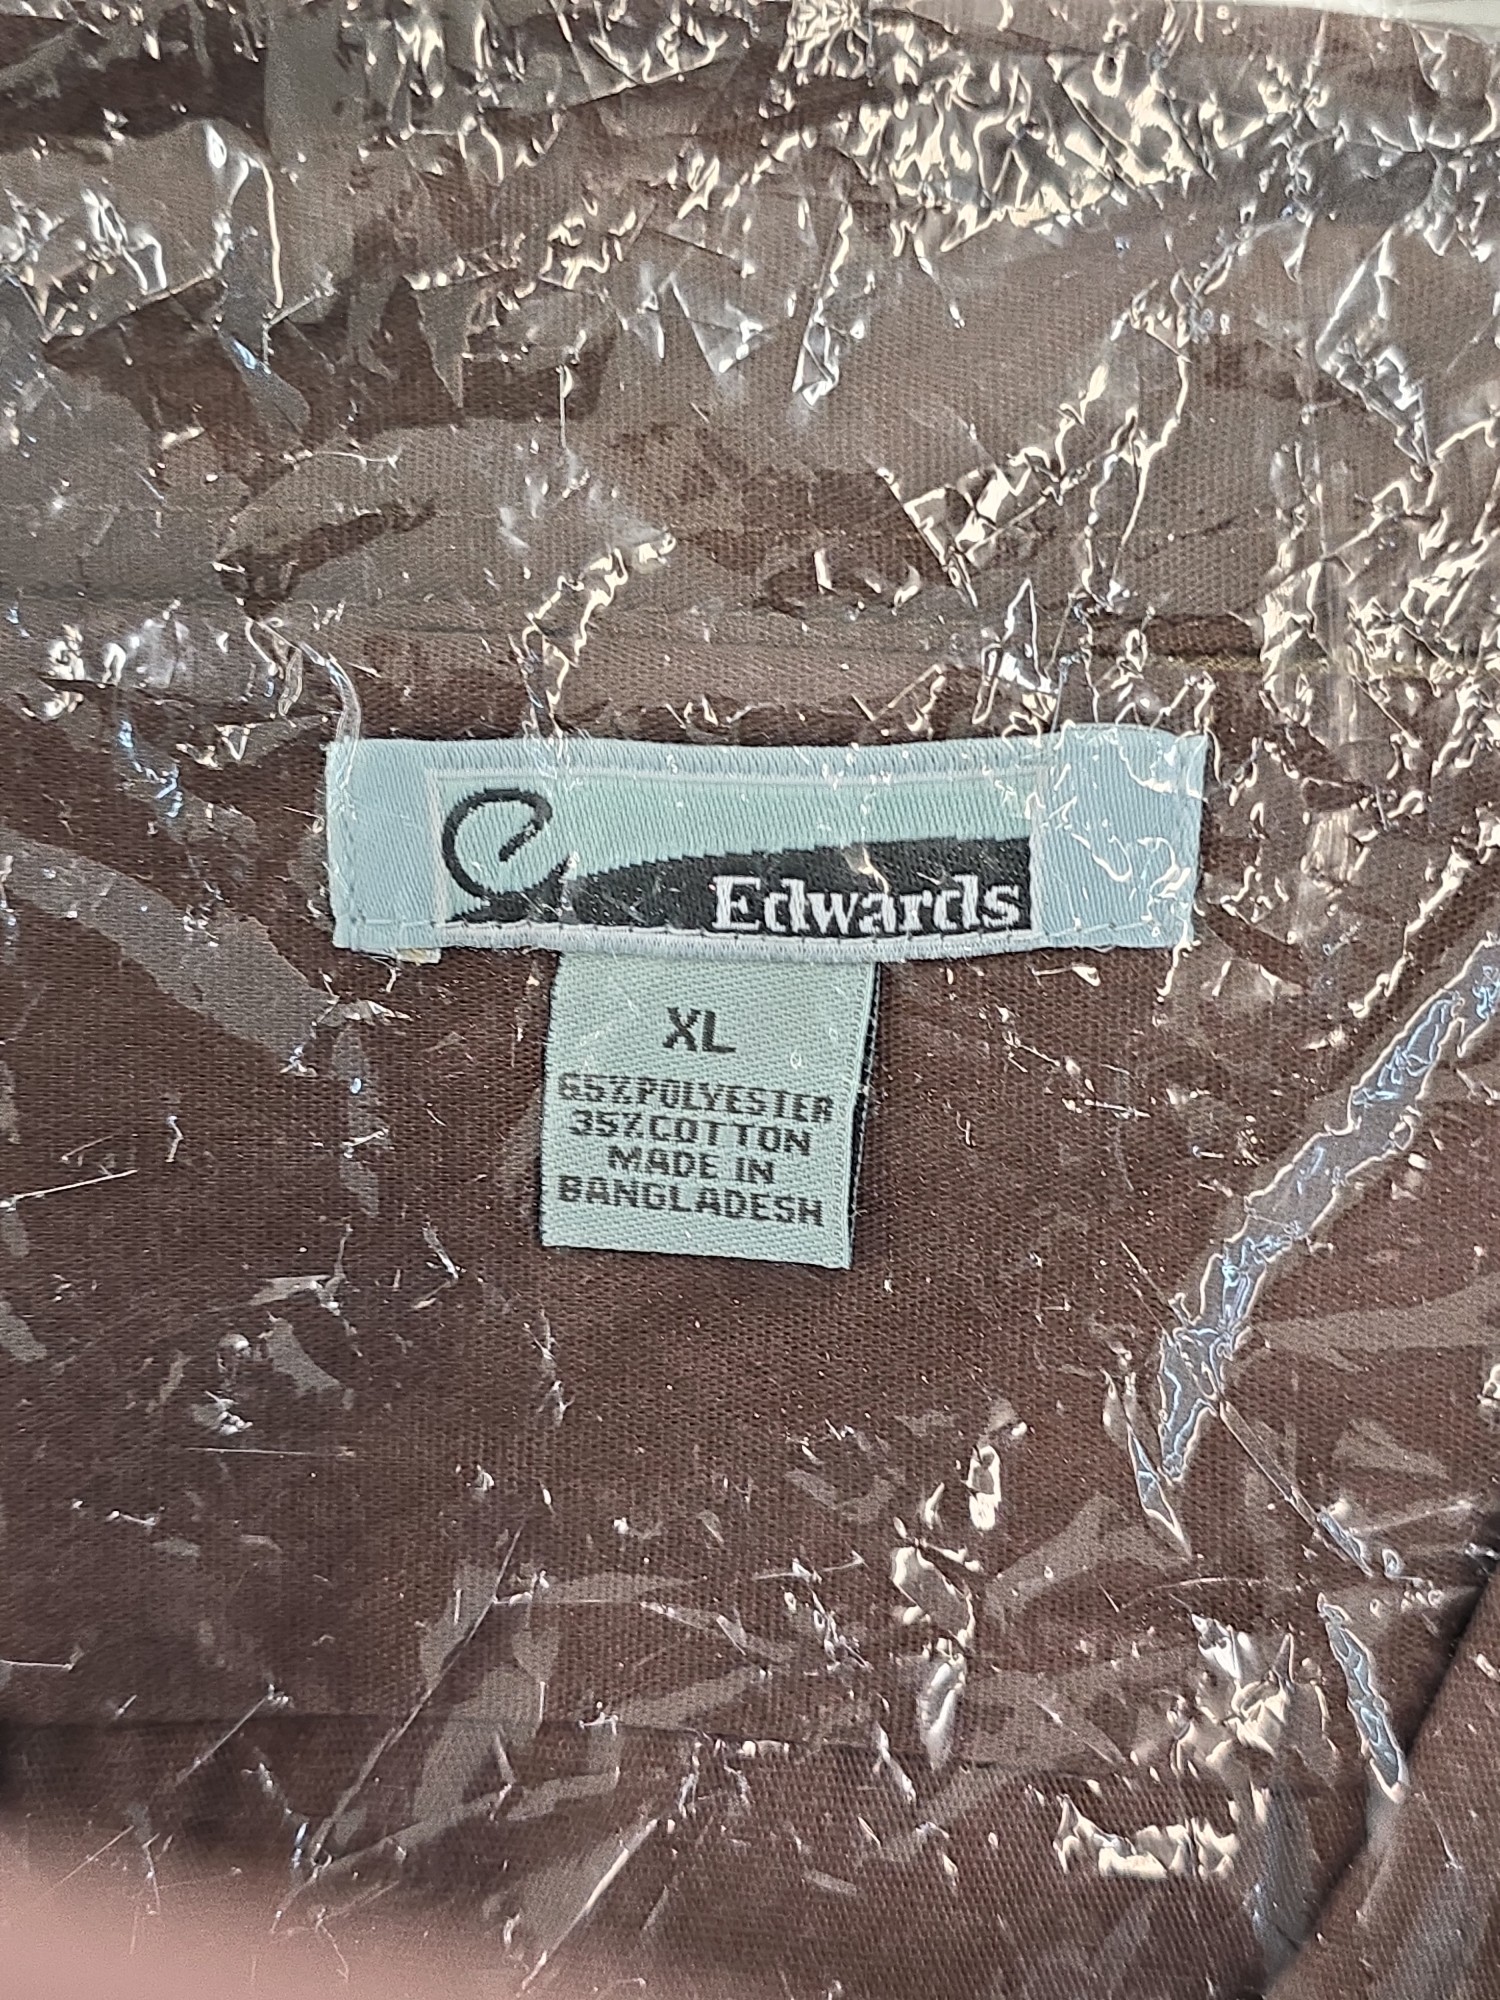 e
Edwards
XL
65%POLYESTER
35%COTTON
MADE IN
BANGLADESH